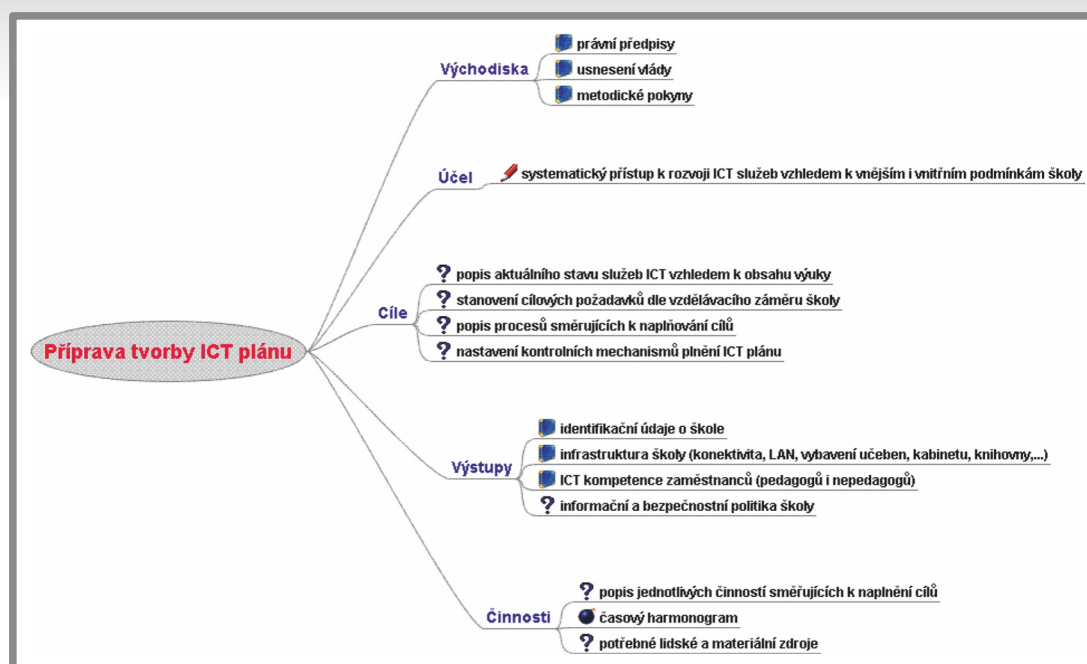 Příprava tvorby ICT plánu
Východiska
právní předpisy
usnesení vlády
metodické pokyny
Účel
systematický přístup k rozvoji ICT služeb vzhledem k vnějším i vnitřním podmínkám školy
Cíle
popis aktuálního stavu služeb ICT vzhledem k obsahu výuky
stanovení cílových požadavků dle vzdělávacího záměru školy
popis procesů směrujících k naplňování cílů
nastavení kontrolních mechanismů plnění ICT plánu
Výstupy
identifikační údaje o škole
infrastruktura školy (konektivita, LAN, vybavení učeben, kabinetu, knihovny,...)
ICT kompetence zaměstnanců (pedagogů i nepedagogů)
informační a bezpečnostní politika školy
Činnosti
popis jednotlivých činností směřujících k naplnění cílů
časový harmonogram
potřebné lidské a materiální zdroje